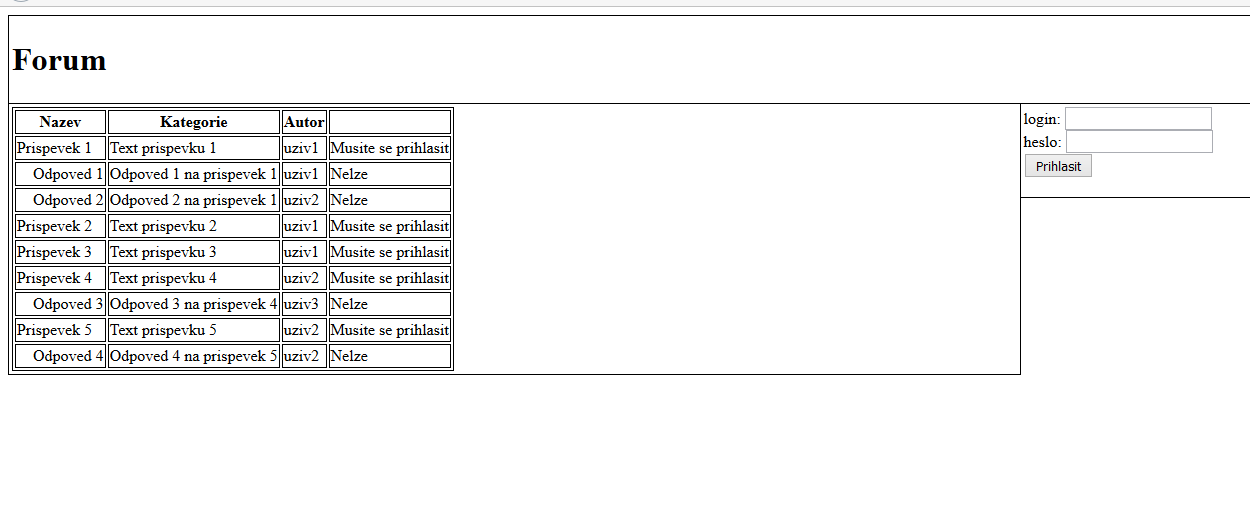 Forum
Nazev Kategorie Autor
Prispevek 1 Text prispevku 1 uziv1 Musite se prihlasit
Odpoved 1 Odpoved 1 na prispevek 1 uziv1 Nelze
Odpoved 2 Odpoved 2 na prispevek 1 uziv2 Nelze
Prispevek 2 Text prispevku 2 uziv1 Musite se prihlasit
Prispevek 3 Text prispevku 3 uziv1 Musite se prihlasit
Prispevek 4 Text prispevku 4 uziv2 Musite se prihlasit
Odpoved 3 Odpoved 3 na prispevek 4 uziv3 Nelze
Prispevek 5 Text prispevku 5 uziv2 Musite se prihlasit
Odpoved 4 Odpoved 4 na prispevek 5 uziv2 Nelze
login:
heslo:
Prihlasit